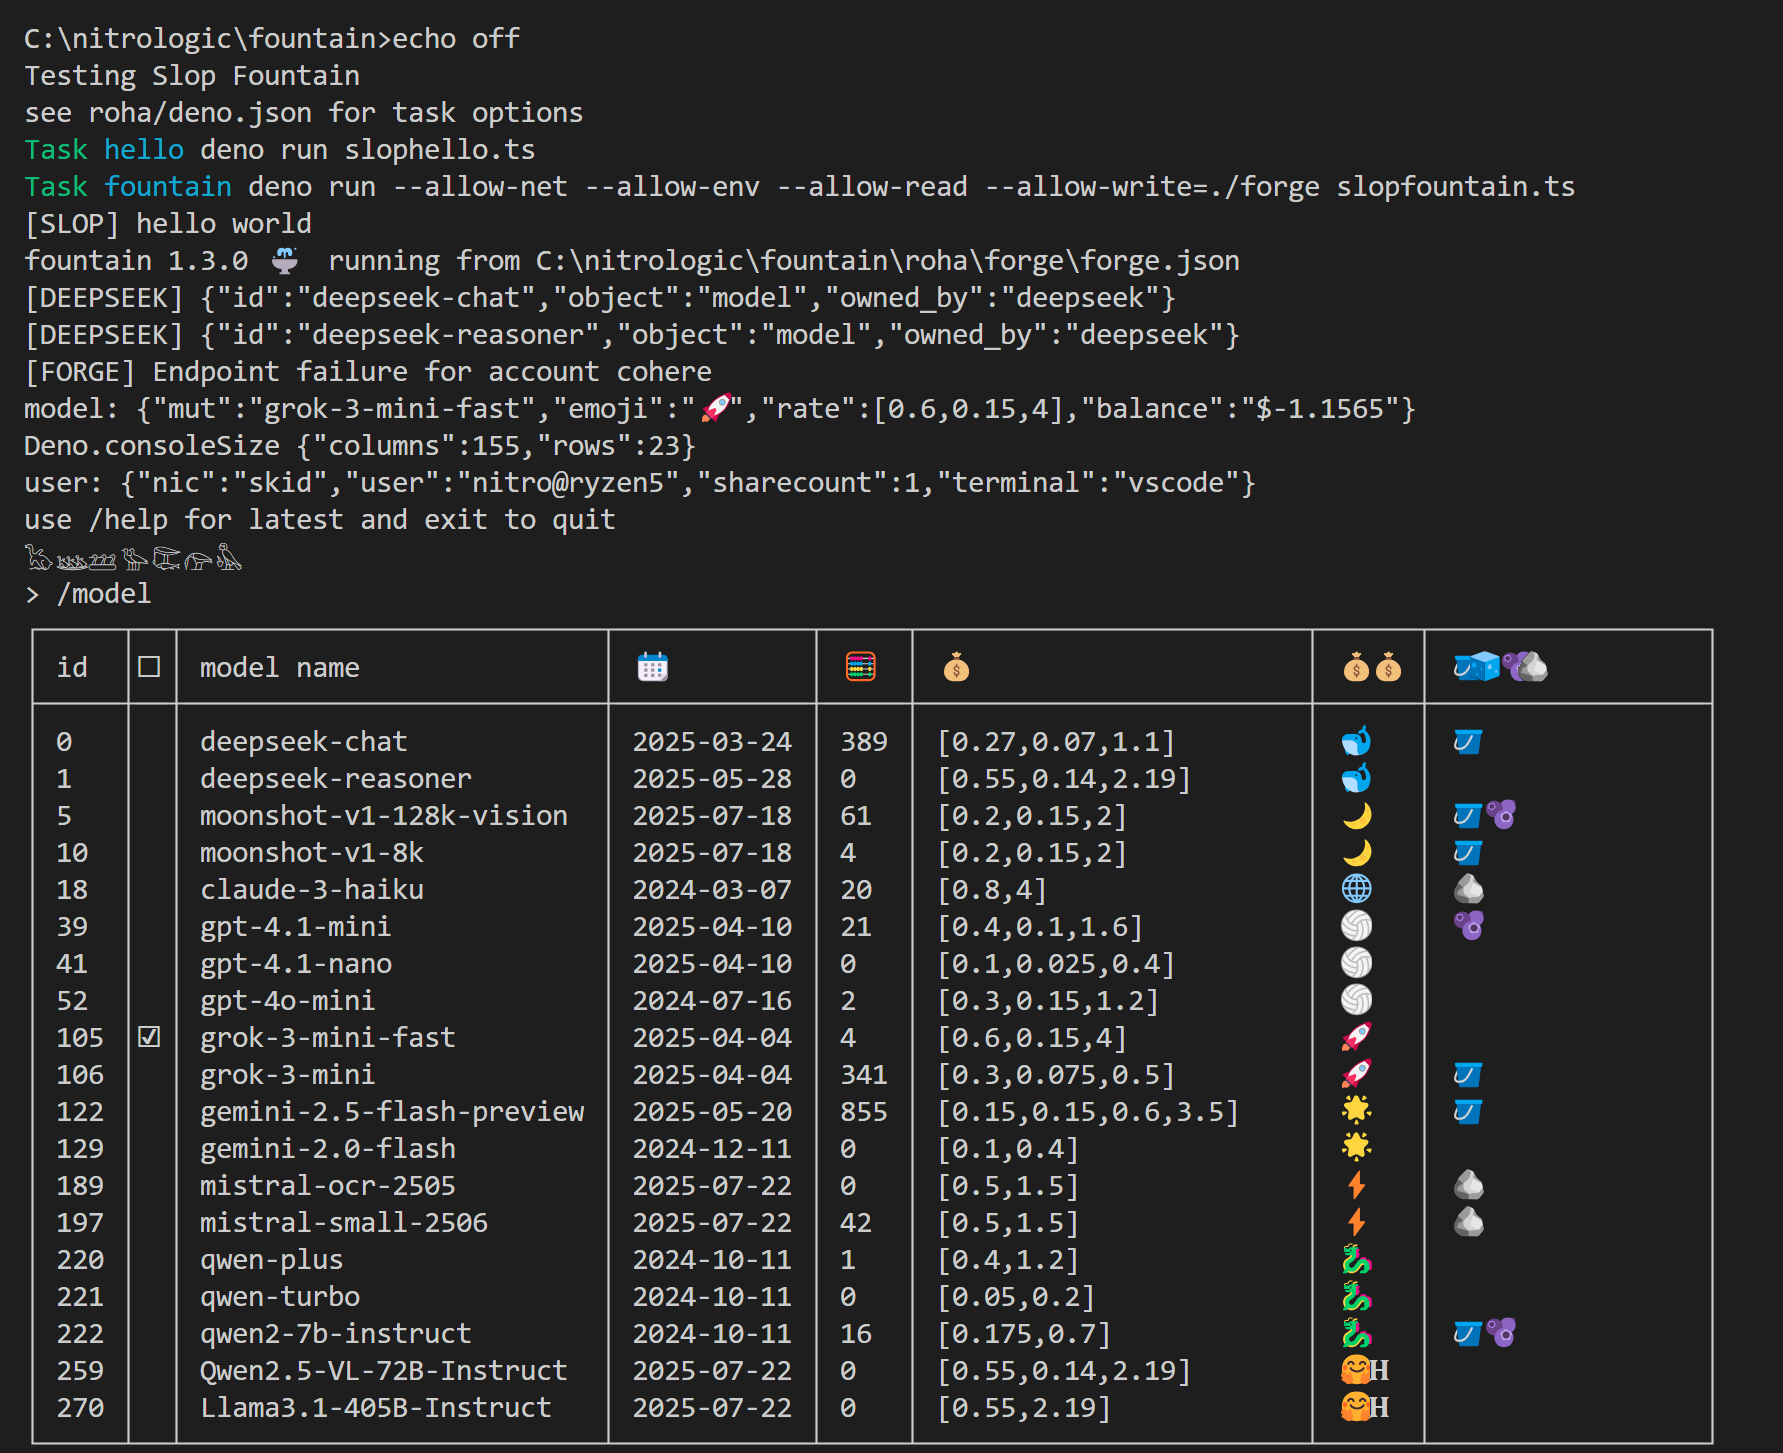 C:\nitrologic\fountain>echo off
Testing Slop Fountain
see roha/deno.json for task options
Task hello deno run slophello.ts
Task fountain deno run --allow-net --allow-env --allow-read --allow-write=./forge slopfountain.ts
[SLOP] hello world
fountain 1.3.0 ⛲ running from C:\nitrologic\fountain\roha\forge\forge.json
[DEEPSEEK] {"id":"deepseek-chat","object":"model","owned_by":"deepseek"}
[DEEPSEEK] {"id":"deepseek-reasoner","object":"model","owned_by":"deepseek"}
[FORGE] Endpoint failure for account cohere
model: {"mut":"grok-3-mini-fast","emoji":"🚀","rate":[0.6,0.15,4],"balance":"$-1.1565"}
Deno.consoleSize {"columns":155,"rows":23}
user: {"nic":"skid","user":"nitro@ryzen5","sharecount":1,"terminal":"vscode"}
use /help for latest and exit to quit
> /model
id ☐ model name 📅 🧮 💰 💰💰 🪣🧊🫐🪨
0 deepseek-chat 2025-03-24 389 [0.27,0.07,1.1] 🐋 🪣
1 deepseek-reasoner 2025-05-28 0 [0.55,0.14,2.19] 🐋
5 moonshot-v1-128k-vision 2025-07-18 61 [0.2,0.15,2] 🌙 🪣🫐
10 moonshot-v1-8k 2025-07-18 4 [0.2,0.15,2] 🌙 🪣
18 claude-3-haiku 2024-03-07 20 [0.8,4] 🌐 🪨
39 gpt-4.1-mini 2025-04-10 21 [0.4,0.1,1.6] 🏐 🫐
41 gpt-4.1-nano 2025-04-10 0 [0.1,0.025,0.4] 🏐
52 gpt-4o-mini 2024-07-16 2 [0.3,0.15,1.2] 🏐
105 ☑ grok-3-mini-fast 2025-04-04 4 [0.6,0.15,4] 🚀
106 grok-3-mini 2025-04-04 341 [0.3,0.075,0.5] 🚀 🪣
122 gemini-2.5-flash-preview 2025-05-20 855 [0.15,0.15,0.6,3.5] 🌟 🪣
129 gemini-2.0-flash 2024-12-11 0 [0.1,0.4] 🌟
189 mistral-ocr-2505 2025-07-22 0 [0.5,1.5] ⚡ 🪨
197 mistral-small-2506 2025-07-22 42 [0.5,1.5] ⚡ 🪨
220 qwen-plus 2024-10-11 1 [0.4,1.2] 🐉
221 qwen-turbo 2024-10-11 0 [0.05,0.2] 🐉
222 qwen2-7b-instruct 2024-10-11 16 [0.175,0.7] 🐉 🪣🫐
259 Qwen2.5-VL-72B-Instruct 2025-07-22 0 [0.55,0.14,2.19] 🤗H
270 Llama3.1-405B-Instruct 2025-07-22 0 [0.55,2.19] 🤗H